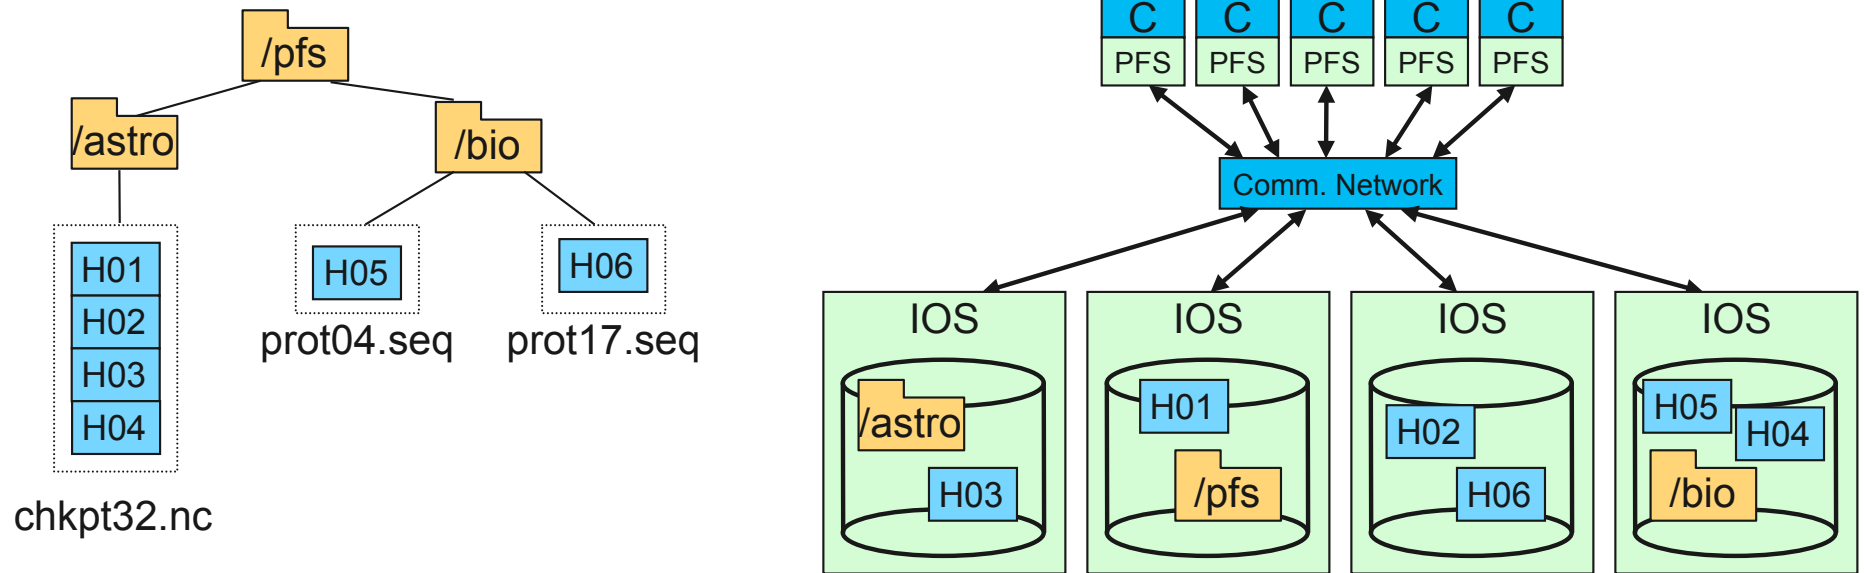 /pfs
/astro
/bio
H01
H02
H03
H04
chkpt32.nc
H05
prot04.seq
H06
prot17.seq
C C C C C
PFS PFS PFS PFS PFS
Comm. Network
IOS IOS IOS IOS
/astro
H03
H01
/pfs
H02
H06
H05
H04
/bio